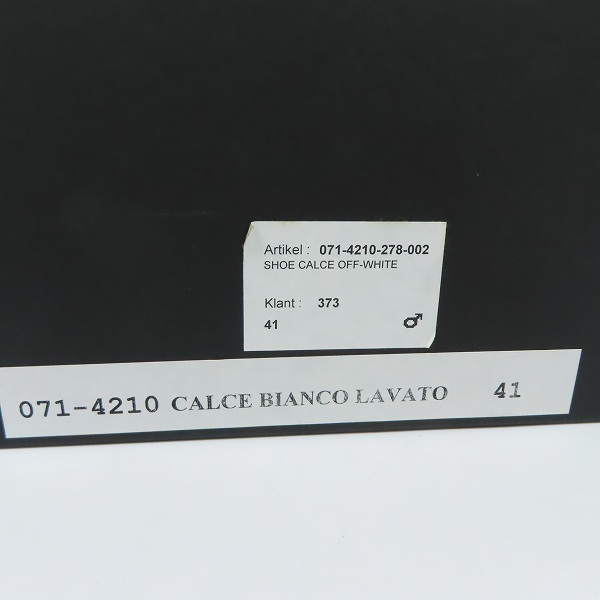 Artikel : 071-4210-278-002
SHOE CALCE OFF-WHITE
Klant : 373
41 ♂
071-4210 CALCE BIANCO LAVATO 41